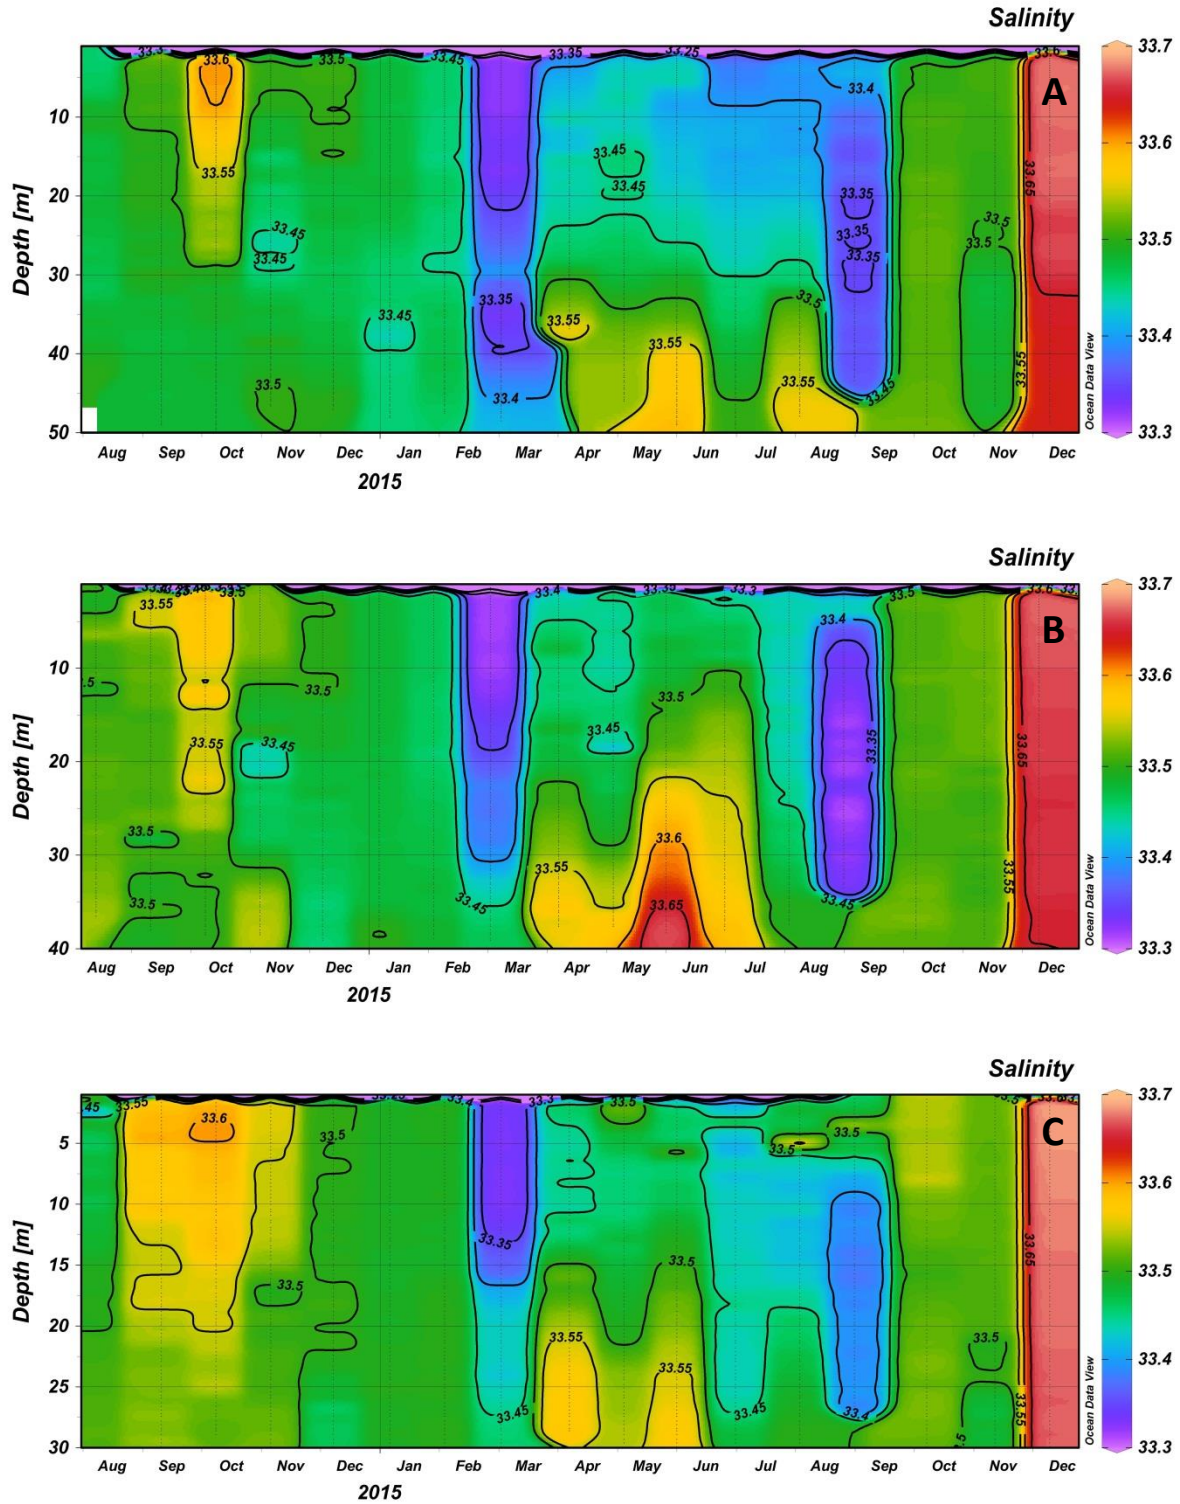 Salinity
33.3 33.6 33.5 33.45 33.35 33.25 33.6 33.7
A
33.4
10
33.6
33.45
33.55 33.45 33.65
20 33.35
33.45 33.5
33.35 33.5 33.5
33.45 33.35
30
33.35 33.5
33.45 33.55 33.4
40 33.55 33.55
33.5 33.4 33.55 33.45
Ocean Data View
50 33.3
Depth [m]
Aug Sep Oct Nov Dec Jan Feb Mar Apr May Jun Jul Aug Sep Oct Nov Dec
2015
Salinity
33.5 33.4 33.35 33.3 33.5 33.6 33.7
33.55
33.4 B
10 33.6
.5 33.5 33.5
33.55 33.45 33.45 33.35 33.65
20 33.5
33.5 33.6
30 33.55 33.4
33.5 33.45 33.65 33.45 33.55
Ocean Data View
40 33.3
Depth [m]
Aug Sep Oct Nov Dec Jan Feb Mar Apr May Jun Jul Aug Sep Oct Nov Dec
2015
Salinity
45 33.55 33.4 33.3 33.5 33.5 33.7
33.6 33.5
5 33.5 33.5 C
33.6
10
33.35 33.65
15 33.5
33.5 33.5
20
33.55 33.5
33.55 33.4
25
33.45 33.45 33.4 33.55
.5
Ocean Data View
30 33.3
Depth [m]
Aug Sep Oct Nov Dec Jan Feb Mar Apr May Jun Jul Aug Sep Oct Nov Dec
2015